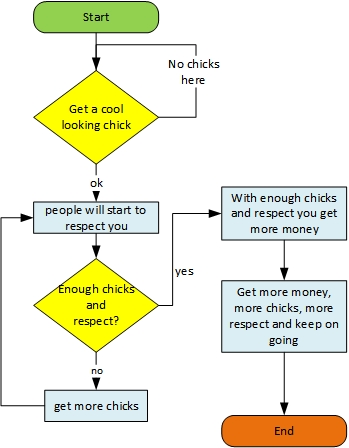 Start
No chicks
here
Get a cool
looking chick
ok
people will start to
respect you
Enough chicks
and
respect?
no
get more chicks
yes
With enough chicks
and respect you get
more money
Get more money,
more chicks, more
respect and keep on
going
End